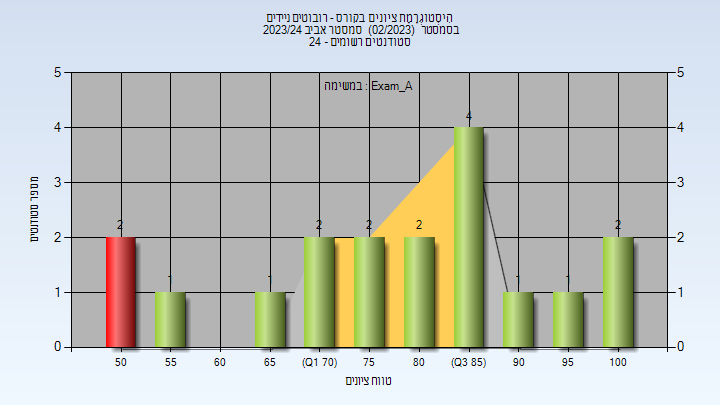 היסטוגרמת ציונים בקורס - רובוטים ניידים
בסמסטר (02/2023) סמסטר אביב 2023/24
סטודנטים רשומים - 24
במשימה : Exam_A
מספר סטודנטים
5 5
4 4
3 3
2 2
1 1
0 0
2 1 1 2 2 2 4 1 1 2
50 55 60 65 (Q1 70) 75 80 (Q3 85) 90 95 100
טווח ציונים